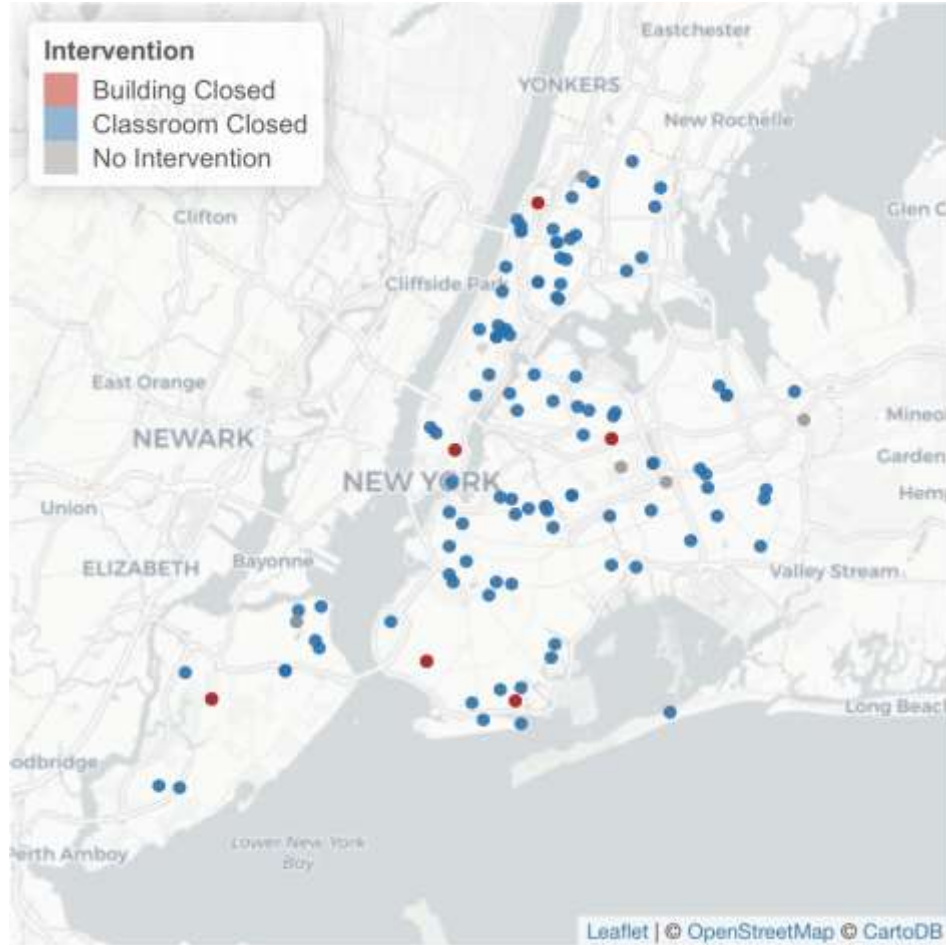 Intervention
Building Closed
Classroom Closed
No Intervention
Eastchester
YONKERS
New Rochelle
Clifton
Glen C
Cliffside Park
East Orange
NEWARK
Mineo
Garden
NEW YORK
Hemp
Union
ELIZABETH
Bayonne
Valley Stream
Long Beach
odbridge
Lower New York
Bay
Perth Amboy
Leaflet | © OpenStreetMap © CartoDB